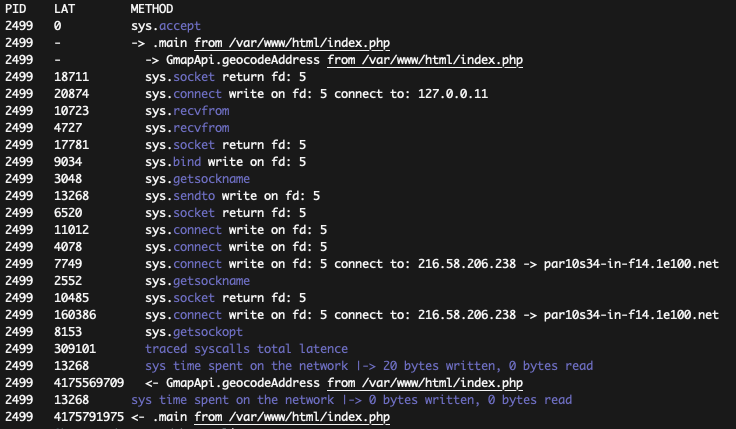 PID LAT METHOD
2499 0 sys.accept
2499 - -> .main from /var/www/html/index.php
2499 - -> GmapApi.geocodeAddress from /var/www/html/index.php
2499 18711 sys.socket return fd: 5
2499 20874 sys.connect write on fd: 5 connect to: 127.0.0.11
2499 10723 sys.recvfrom
2499 4727 sys.recvfrom
2499 17781 sys.socket return fd: 5
2499 9034 sys.bind write on fd: 5
2499 3048 sys.getsockname
2499 13268 sys.sendto write on fd: 5
2499 6520 sys.socket return fd: 5
2499 11012 sys.connect write on fd: 5
2499 4078 sys.connect write on fd: 5
2499 7749 sys.connect write on fd: 5 connect to: 216.58.206.238 -> par10s34-in-f14.1e100.net
2499 2552 sys.getsockname
2499 10485 sys.socket return fd: 5
2499 160386 sys.connect write on fd: 5 connect to: 216.58.206.238 -> par10s34-in-f14.1e100.net
2499 8153 sys.getsockopt
2499 309101 traced syscalls total latence
2499 13268 sys time spent on the network |-> 20 bytes written, 0 bytes read
2499 4175569709 <- GmapApi.geocodeAddress from /var/www/html/index.php
2499 13268 sys time spent on the network |-> 0 bytes written, 0 bytes read
2499 4175791975 <- .main from /var/www/html/index.php